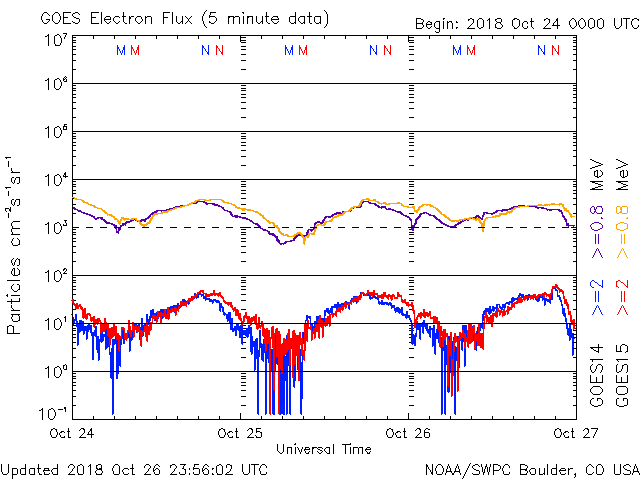 GOES Electron Flux (5 minute data)
Begin: 2018 Oct 24 0000 UTC
M M N N M M N N M M N N
10⁷
10⁶
10⁵
10⁴
10³
10²
10¹
10⁰
10⁻¹
Particles cm⁻²s⁻¹sr⁻¹
Oct 24 Oct 25 Oct 26 Oct 27
Universal Time
GOES14 >=2 >=0.8 MeV
GOES15 >=2 >=0.8 MeV
Updated 2018 Oct 26 23:56:02 UTC
NOAA/SWPC Boulder, CO USA